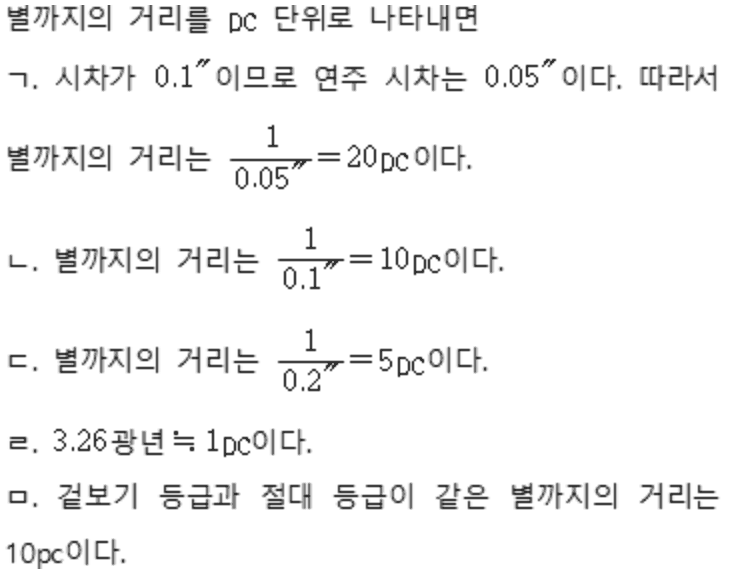 별까지의 거리를 pc 단위로 나타내면
ㄱ. 시차가 0.1″이므로 연주 시차는 0.05″이다. 따라서
별까지의 거리는 1/0.05″=20pc이다.
ㄴ. 별까지의 거리는 1/0.1″=10pc이다.
ㄷ. 별까지의 거리는 1/0.2″=5pc이다.
ㄹ. 3.26광년≒1pc이다.
ㅁ. 겉보기 등급과 절대 등급이 같은 별까지의 거리는
10pc이다.